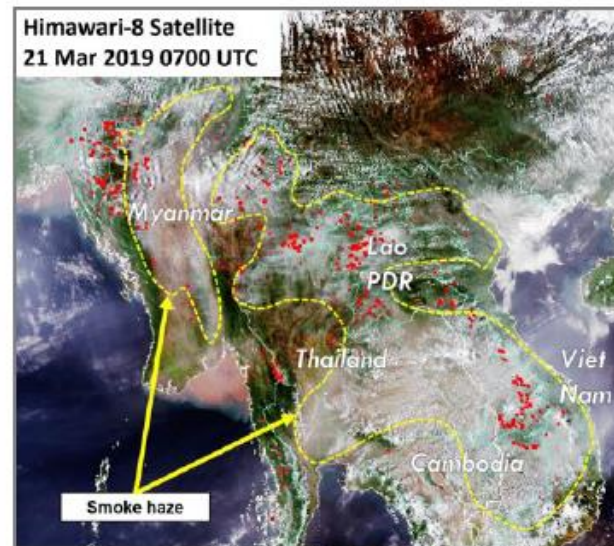 Himawari-8 Satellite
21 Mar 2019 0700 UTC
Myanmar
Lao
PDR
Thailand
Viet
Nam
Cambodia
Smoke haze